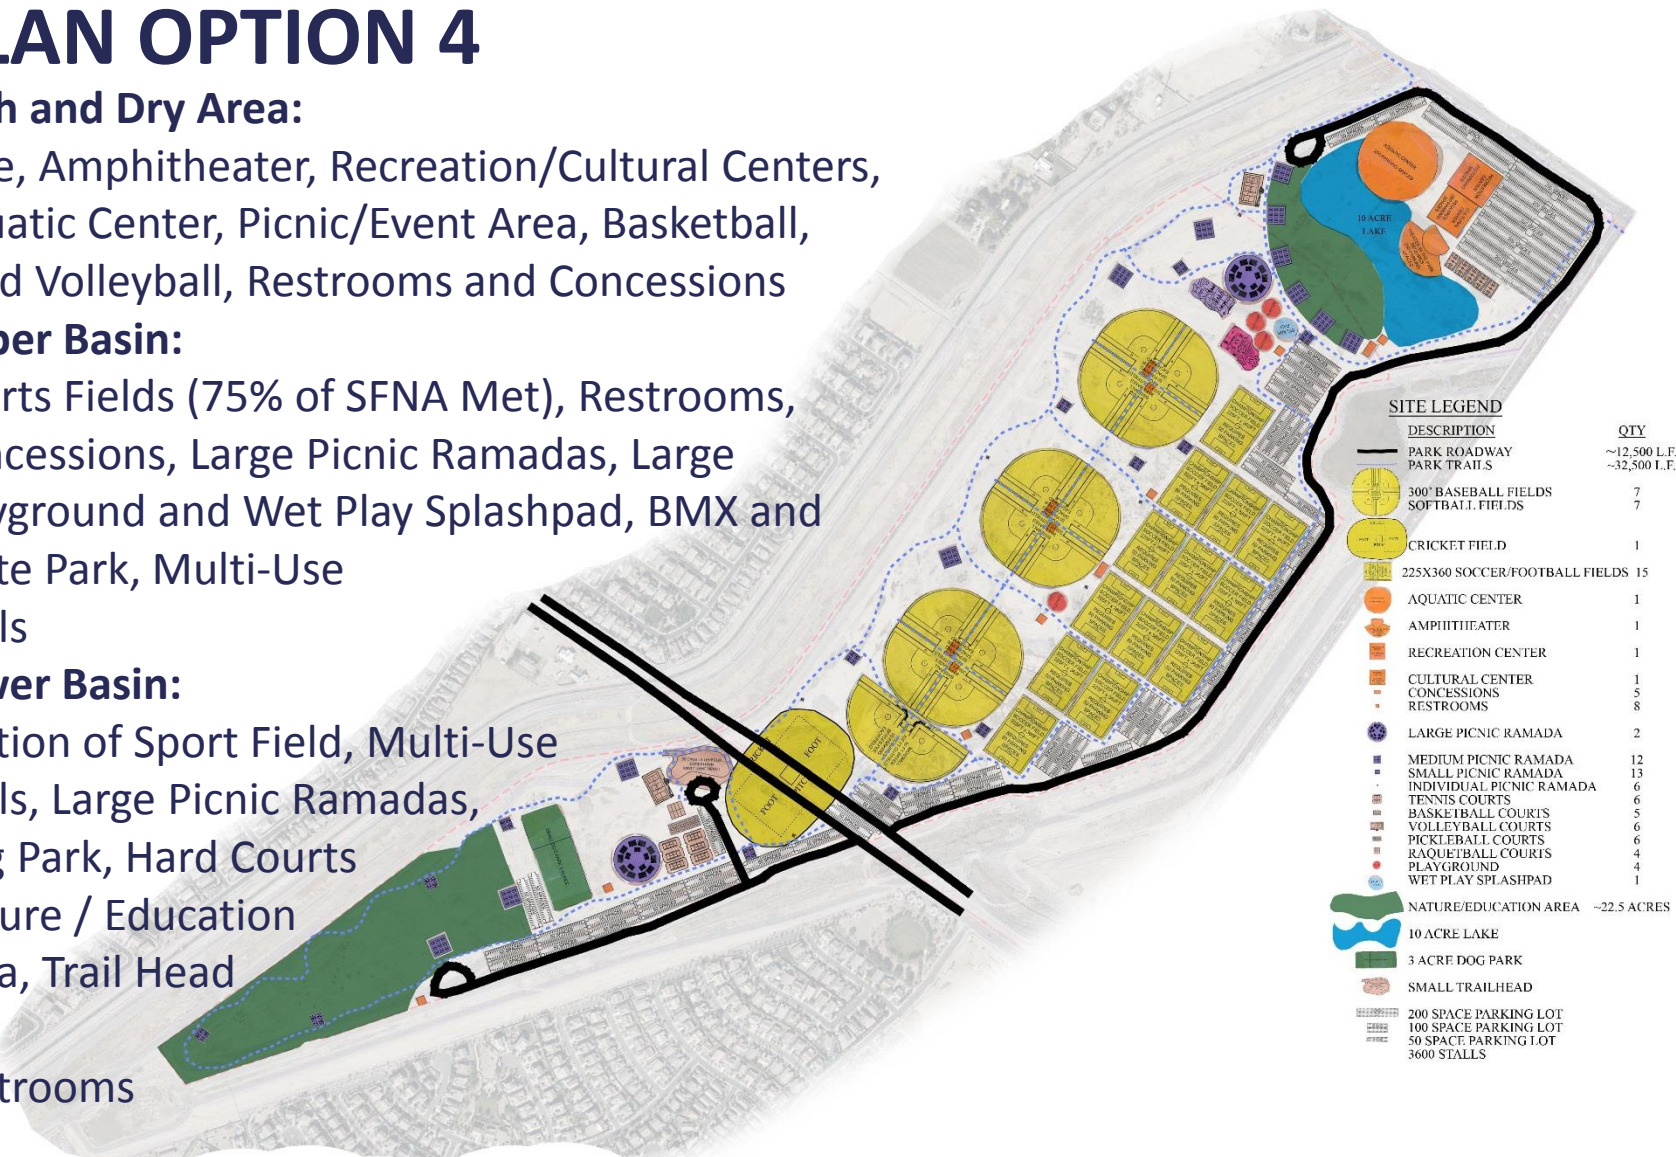 LAN OPTION 4
h and Dry Area:
e, Amphitheater, Recreation/Cultural Centers,
uatic Center, Picnic/Event Area, Basketball,
d Volleyball, Restrooms and Concessions
per Basin:
rts Fields (75% of SFNA Met), Restrooms,
ncessions, Large Picnic Ramadas, Large
yground and Wet Play Splashpad, BMX and
te Park, Multi-Use
ls
wer Basin:
tion of Sport Field, Multi-Use
ls, Large Picnic Ramadas,
g Park, Hard Courts
ure / Education
a, Trail Head
trooms
AQUATIC CENTER
10 ACRE
LAKE
FOOT
FOOT
SITE LEGEND
DESCRIPTION QTY
PARK ROADWAY ~12,500 L.F.
PARK TRAILS ~32,500 L.F.
300' BASEBALL FIELDS 7
SOFTBALL FIELDS 7
CRICKET FIELD 1
225X360 SOCCER/FOOTBALL FIELDS 15
AQUATIC CENTER 1
AMPHITHEATER 1
RECREATION CENTER 1
CULTURAL CENTER 1
CONCESSIONS 5
RESTROOMS 8
LARGE PICNIC RAMADA 2
MEDIUM PICNIC RAMADA 12
SMALL PICNIC RAMADA 13
INDIVIDUAL PICNIC RAMADA 6
TENNIS COURTS 6
BASKETBALL COURTS 5
VOLLEYBALL COURTS 6
PICKLEBALL COURTS 6
RAQUETBALL COURTS 4
PLAYGROUND 4
WET PLAY SPLASHPAD 1
NATURE/EDUCATION AREA ~22.5 ACRES
10 ACRE LAKE
3 ACRE DOG PARK
SMALL TRAILHEAD
200 SPACE PARKING LOT
100 SPACE PARKING LOT
50 SPACE PARKING LOT
3600 STALLS